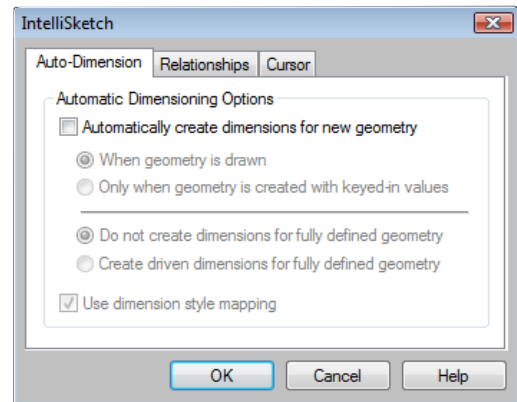 IntelliSketch
Auto-Dimension Relationships Cursor
Automatic Dimensioning Options
Automatically create dimensions for new geometry
When geometry is drawn
Only when geometry is created with keyed-in values
Do not create dimensions for fully defined geometry
Create driven dimensions for fully defined geometry
Use dimension style mapping
OK Cancel Help